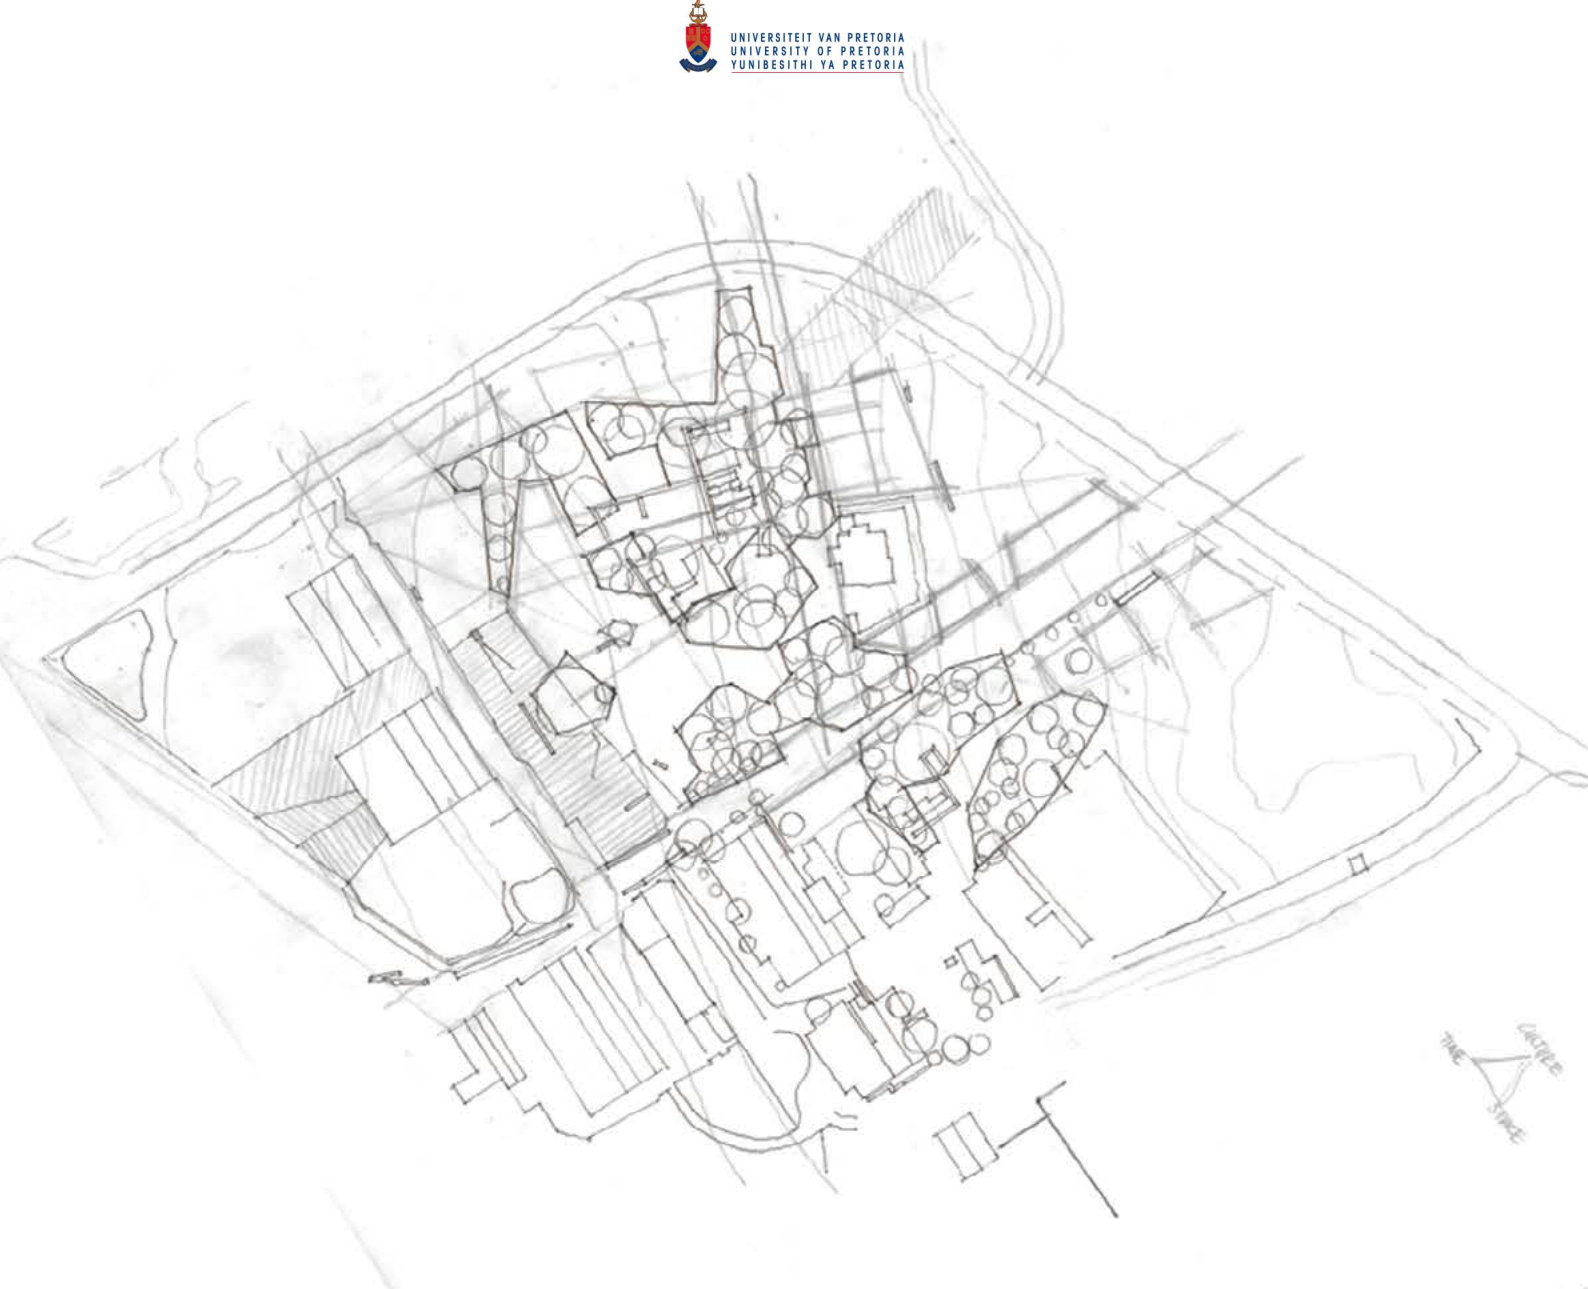 UNIVERSITEIT VAN PRETORIA
UNIVERSITY OF PRETORIA
YUNIBESITHI YA PRETORIA
TIME
CULTURE
SPACE